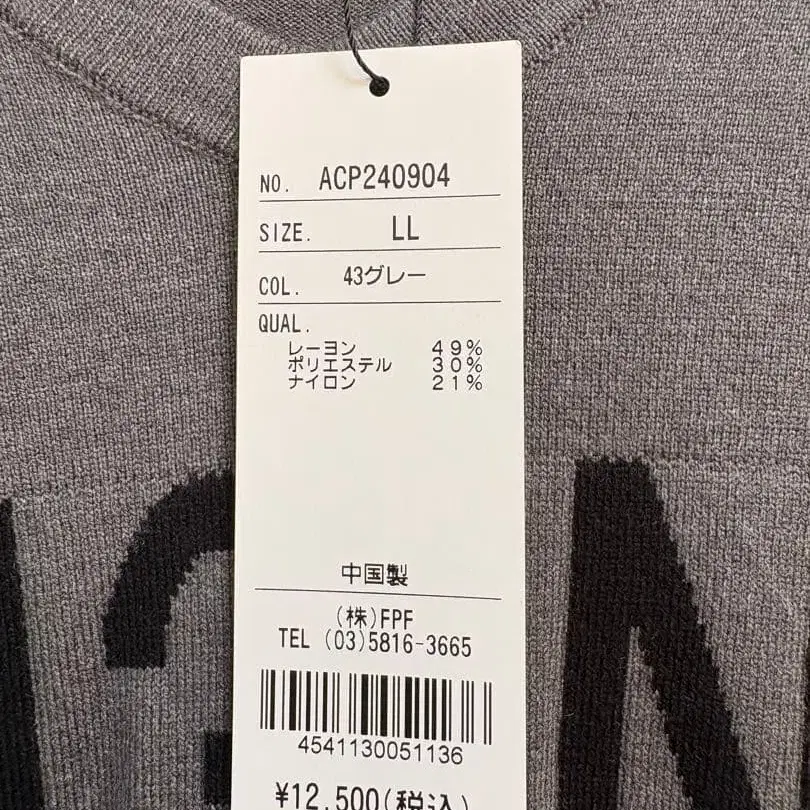 NO. ACP240904
SIZE. LL
COL. 43グレー
QUAL.
レーヨン 49%
ポリエステル 30%
ナイロン 21%
中国製
(株)FPF
TEL (03)5816-3665
4541130051136
¥12,500(税込)